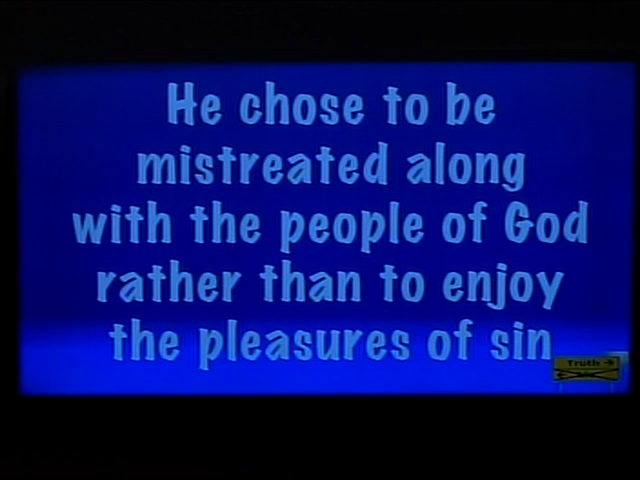 He chose to be
mistreated along
with the people of God
rather than to enjoy
the pleasures of sin
Truth